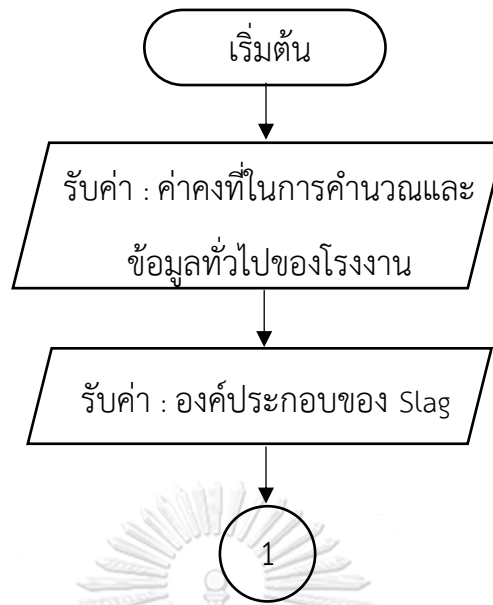 เริ่มต้น
รับค่า : ค่าคงที่ในการคำนวณและ
ข้อมูลทั่วไปของโรงงาน
รับค่า : องค์ประกอบของ Slag
1